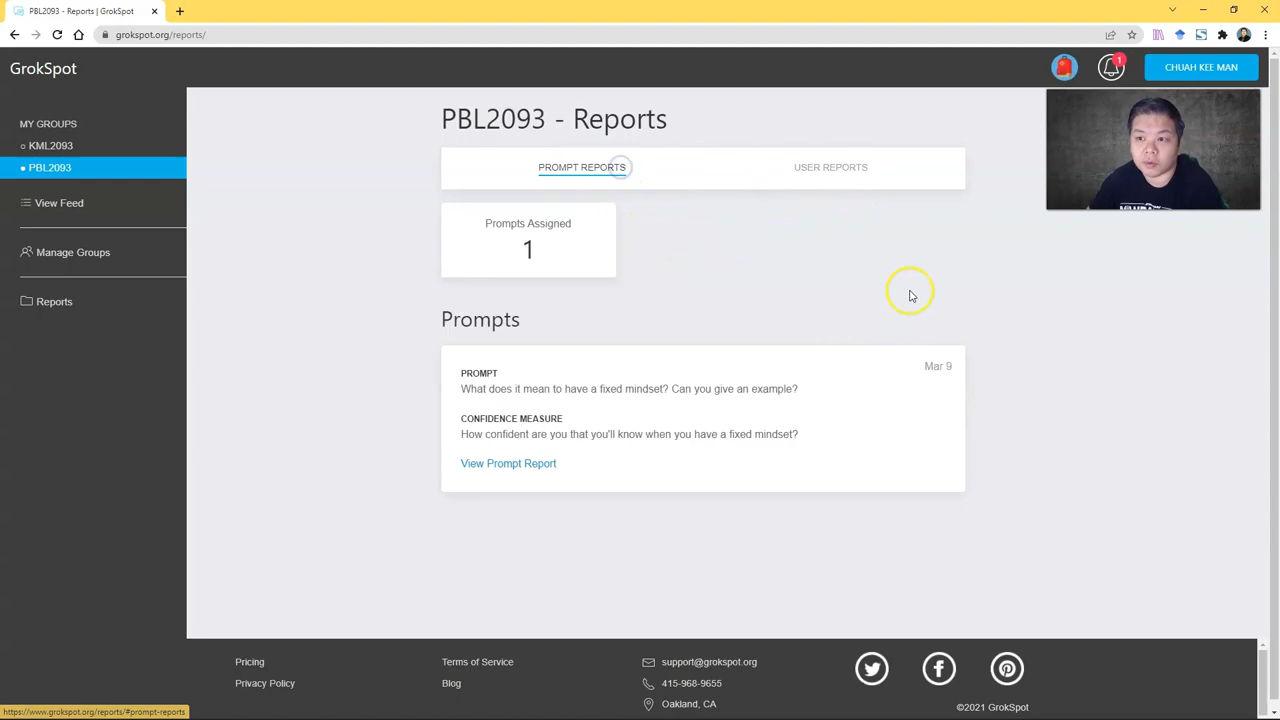 PBL2093 - Reports | GrokSpot
grokspot.org/reports/
GrokSpot
1
CHUAH KEE MAN
MY GROUPS
KML2093
PBL2093
View Feed
Manage Groups
Reports
PBL2093 - Reports
PROMPT REPORTS
USER REPORTS
Prompts Assigned
1
Prompts
Mar 9
PROMPT
What does it mean to have a fixed mindset? Can you give an example?
CONFIDENCE MEASURE
How confident are you that you'll know when you have a fixed mindset?
View Prompt Report
Pricing
Privacy Policy
Terms of Service
Blog
support@grokspot.org
415-968-9655
Oakland, CA
©2021 GrokSpot
https://www.grokspot.org/reports/#prompt-reports